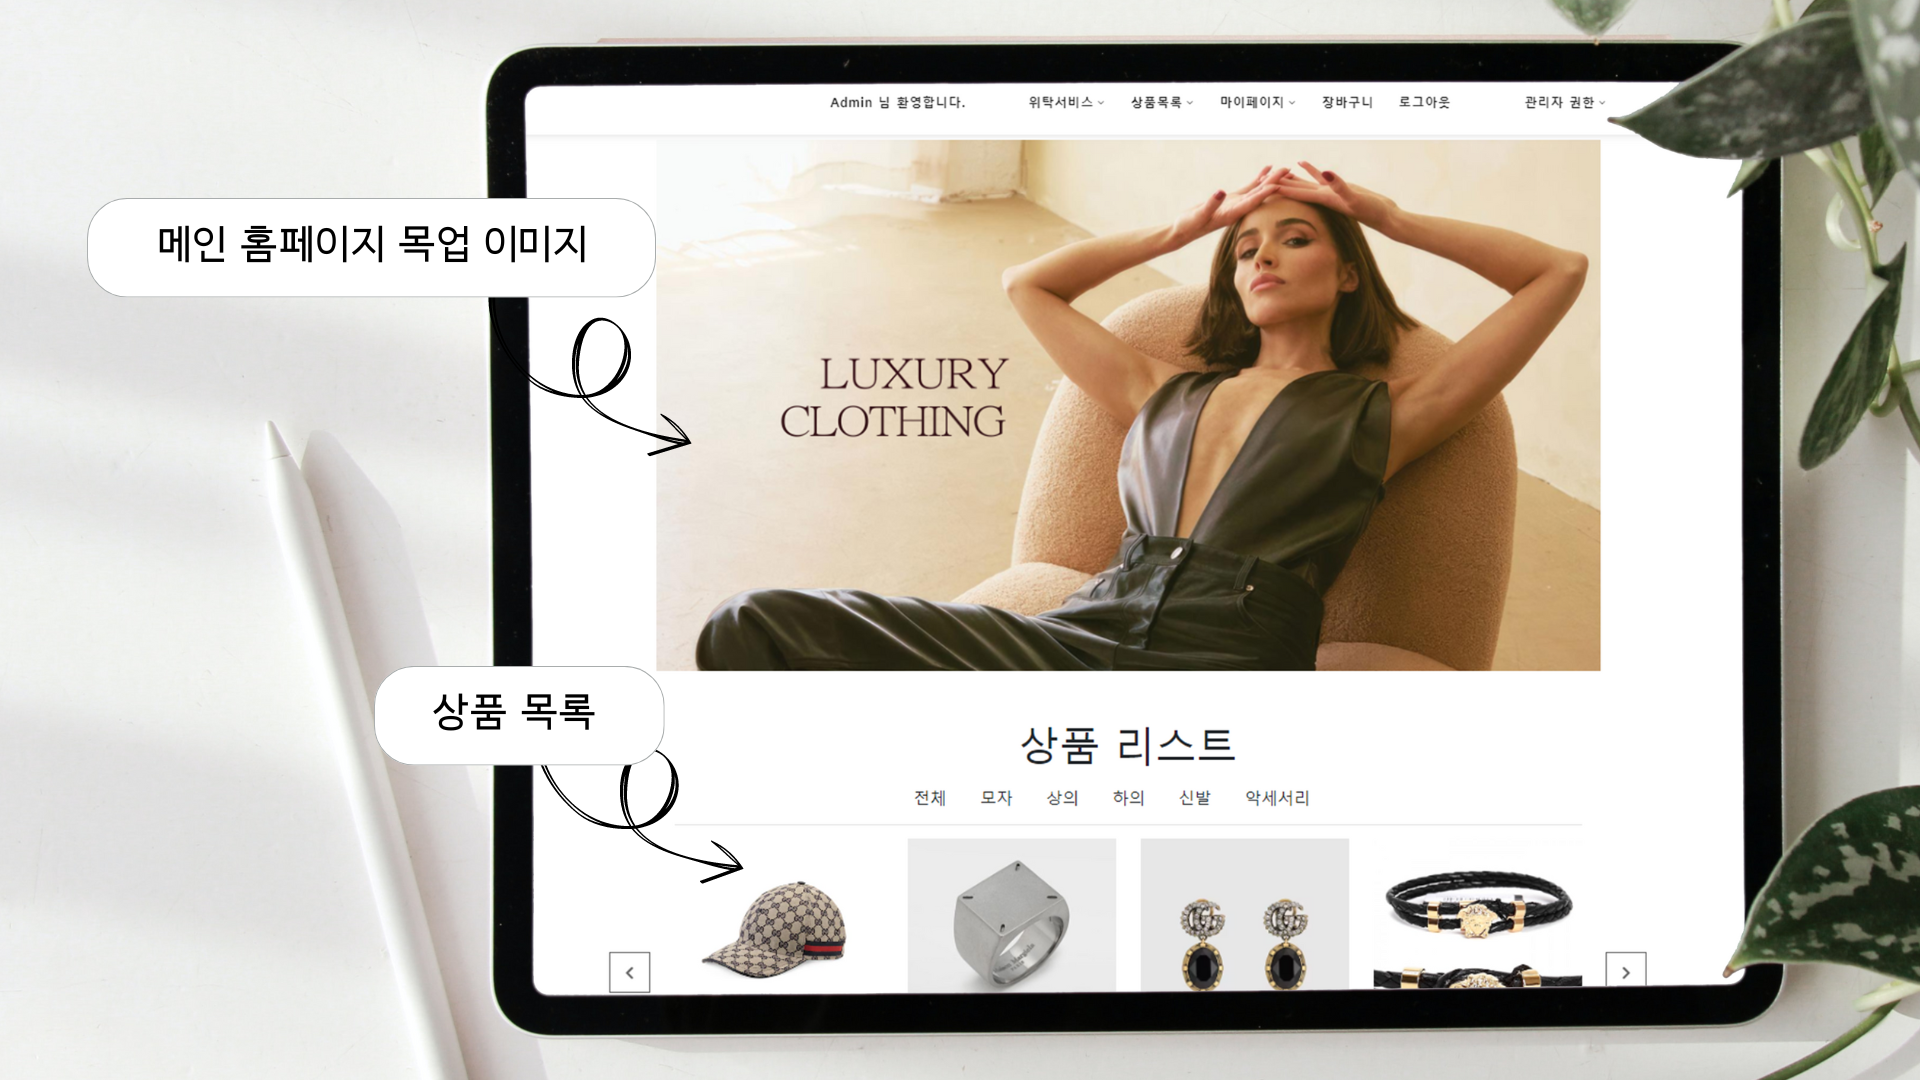 Admin 님 환영합니다. 위탁서비스 상품목록 마이페이지 장바구니 로그아웃 관리자 권한
메인 홈페이지 목업 이미지
LUXURY
CLOTHING
상품 목록
상품 리스트
전체 모자 상의 하의 신발 악세서리